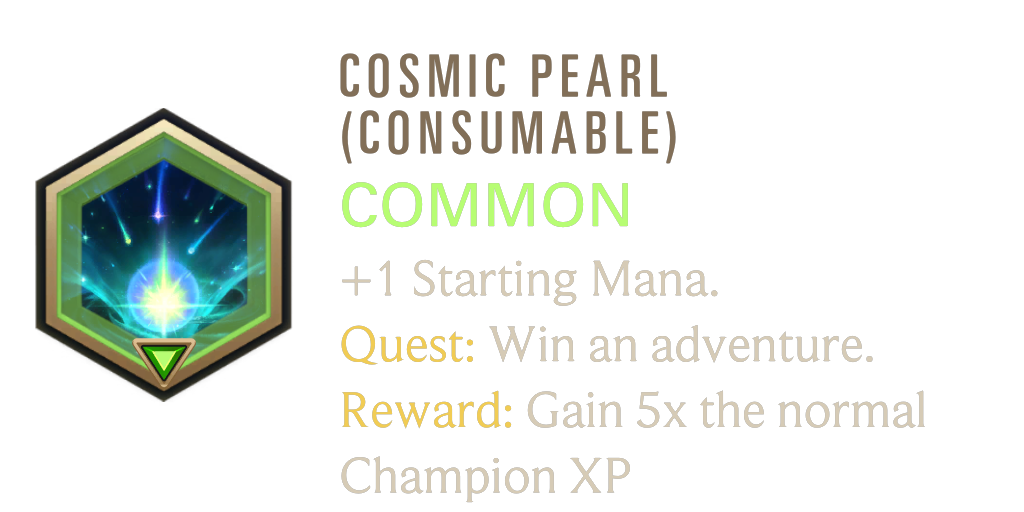 COSMIC PEARL
(CONSUMABLE)
COMMON
+1 Starting Mana.
Quest: Win an adventure.
Reward: Gain 5x the normal
Champion XP